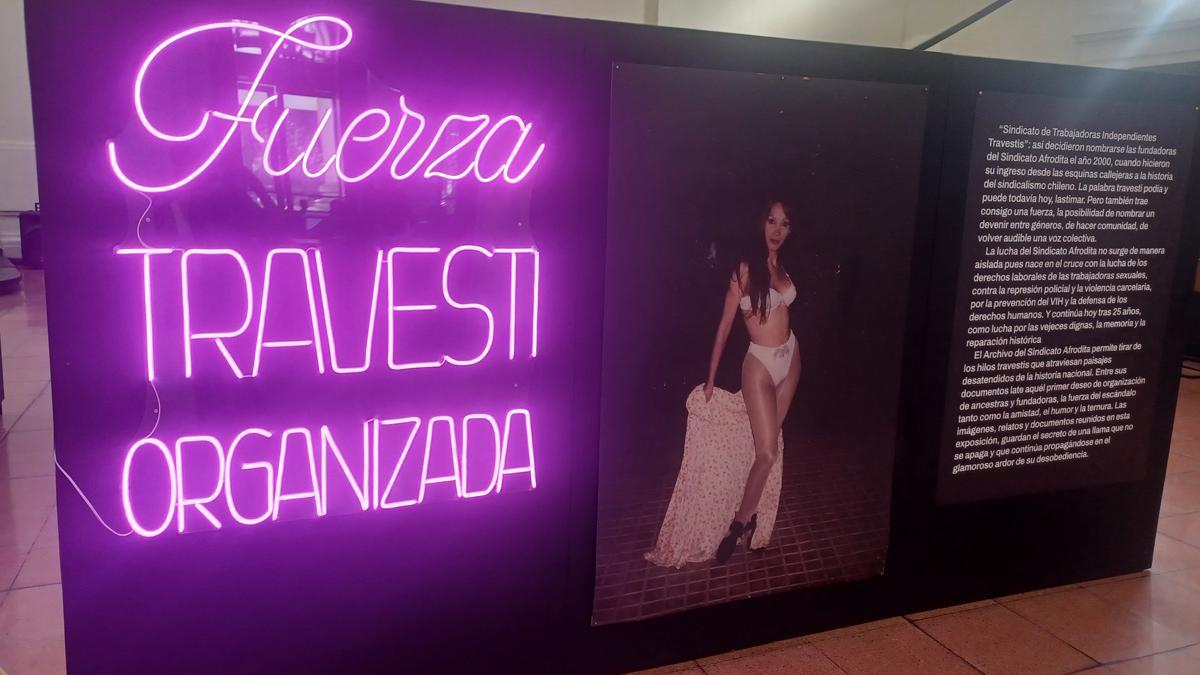 Fuerza
TRAVESTI
ORGANIZADA
“Sindicato de Trabajadoras Independientes
Travestis”: así decidieron nombrarse las fundadoras
del Sindicato Afrodita el año 2000, cuando hicieron
su ingreso desde las esquinas callejeras a la historia
del sindicalismo chileno. La palabra travesti podía y
puede todavía hoy, lastimar. Pero también trae
consigo una fuerza, la posibilidad de nombrar un
devenir entre géneros, de hacer comunidad, de
volver audible una voz colectiva.
La lucha del Sindicato Afrodita no surge de manera
aislada pues nace en el cruce con la lucha de los
derechos laborales de las trabajadoras sexuales,
contra la represión policial y la violencia carcelaria,
por la prevención del VIH y la defensa de los
derechos humanos. Y continúa hoy tras 25 años,
como lucha por las vejeces dignas, la memoria y la
reparación histórica
El Archivo del Sindicato Afrodita permite tirar de
los hilos travestis que atraviesan paisajes
desatendidos de la historia nacional. Entre sus
documentos late aquél primer deseo de organización
de ancestras y fundadoras, la fuerza del escándalo
tanto como la amistad, el humor y la ternura. Las
imágenes, relatos y documentos reunidos en esta
exposición, guardan el secreto de una llama que no
se apaga y que continúa propagándose en el
glamoroso ardor de su desobediencia.